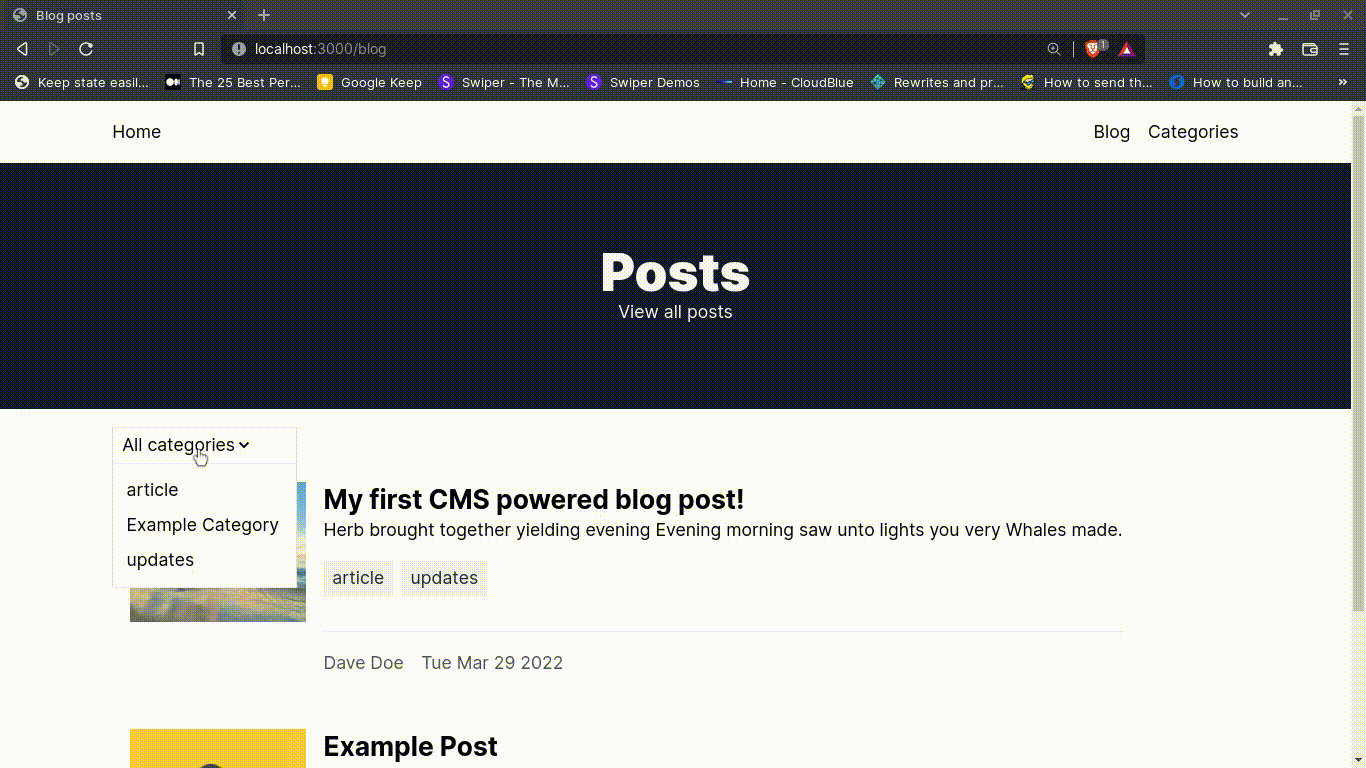 Blog posts
localhost:3000/blog
1
Keep state easil... The 25 Best Per... Google Keep Swiper - The M... Swiper Demos Home - CloudBlue Rewrites and pr... How to send th... How to build an... »
Home Blog Categories
Posts
View all posts
All categories
article
Example Category
updates
My first CMS powered blog post!
Herb brought together yielding evening Evening morning saw unto lights you very Whales made.
article updates
Dave Doe Tue Mar 29 2022
Example Post